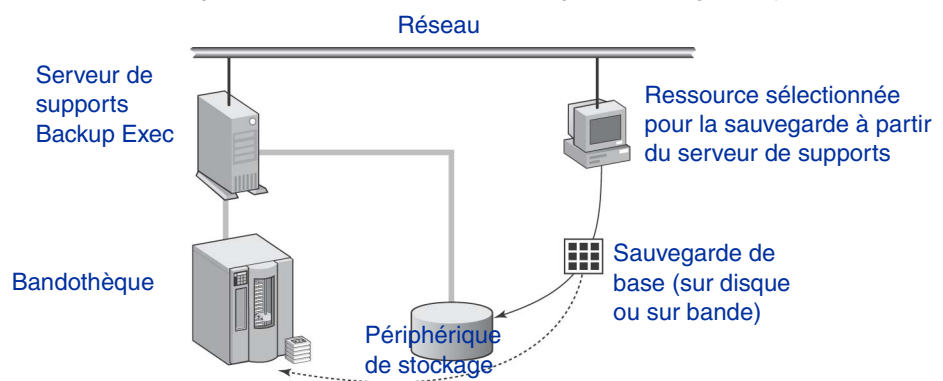 Réseau
Serveur de
supports
Backup Exec
Ressource sélectionnée
pour la sauvegarde à partir
du serveur de supports
Bandothèque
Sauvegarde de
base (sur disque
ou sur bande)
Périphérique
de stockage